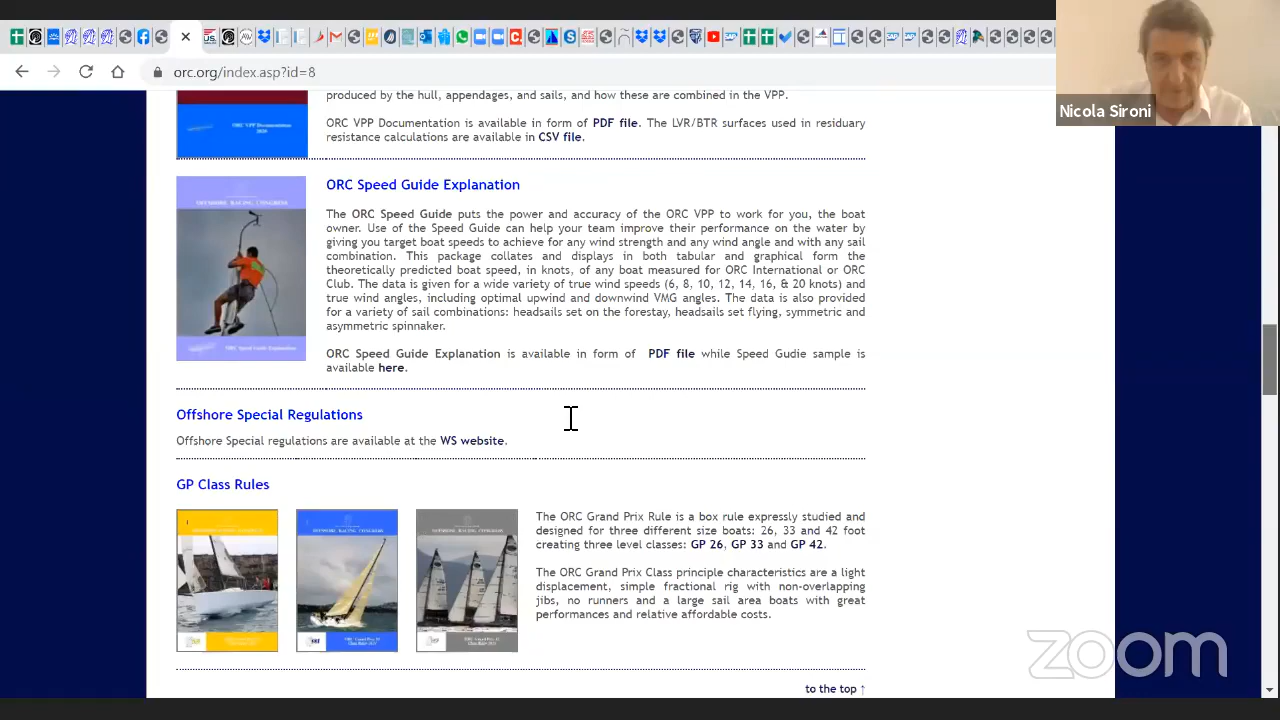 orc.org/index.asp?id=8
Nicola Sironi
produced by the hull, appendages, and sails, and how these are combined in the VPP.
ORC VPP Documentation is available in form of PDF file. The LVR/BTR surfaces used in residuary
resistance calculations are available in CSV file.
ORC VPP Documentation
2020
ORC Speed Guide Explanation
OFFSHORE RACING CONGRESS
ORC Speed Guide Explanation
The ORC Speed Guide puts the power and accuracy of the ORC VPP to work for you, the boat
owner. Use of the Speed Guide can help your team improve their performance on the water by
giving you target boat speeds to achieve for any wind strength and any wind angle and with any sail
combination. This package collates and displays in both tabular and graphical form the
theoretically predicted boat speed, in knots, of any boat measured for ORC International or ORC
Club. The data is given for a wide variety of true wind speeds (6, 8, 10, 12, 14, 16, & 20 knots) and
true wind angles, including optimal upwind and downwind VMG angles. The data is also provided
for a variety of sail combinations: headsails set on the forestay, headsails set flying, symmetric and
asymmetric spinnaker.
ORC Speed Guide Explanation is available in form of PDF file while Speed Gudie sample is
available here.
Offshore Special Regulations
Offshore Special regulations are available at the WS website.
GP Class Rules
The ORC Grand Prix Rule is a box rule expressly studied and
designed for three different size boats: 26, 33 and 42 foot
creating three level classes: GP 26, GP 33 and GP 42.
The ORC Grand Prix Class principle characteristics are a light
displacement, simple fractional rig with non-overlapping
jibs, no runners and a large sail area boats with great
performances and relative affordable costs.
to the top ↑
zoom